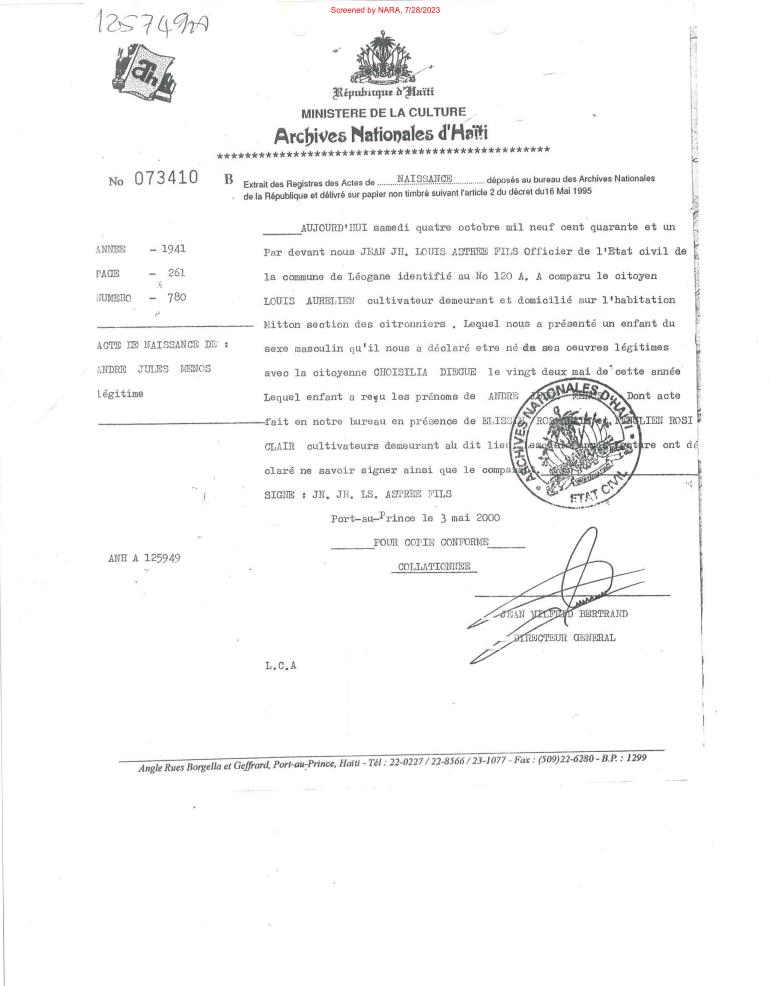 Screened by NARA, 7/28/2023
ah
République d'Haïti
MINISTERE DE LA CULTURE
Archives Nationales d'Haïti
************************************************
No 073410 B Extrait des Registres des Actes de NAISSANCE déposés au bureau des Archives Nationales
de la République et délivré sur papier non timbré suivant l'article 2 du décret du16 Mai 1995
AUJOURD'HUI samedi quatre octobre mil neuf cent quarante et un
ANNEE - 1941
Par devant nous JEAN JH. LOUIS ASTREE FILS Officier de l'Etat civil de
PAGE - 261
la commune de Léogane identifié au No 120 A. A comparu le citoyen
NUMERO - 780
LOUIS AURELIEN cultivateur demeurant et domicilié sur l'habitation
Mitton section des citronniers . Lequel nous a présenté un enfant du
ACTE DE NAISSANCE DE :
sexe masculin qu'il nous a déclaré etre né de ses oeuvres légitimes
ANDRE JULES MENOS
avec la citoyenne CHOISILIA DIEGUE le vingt deux mai de cette année
Légitime
Lequel enfant a reçu les prénoms de ANDRE Dont acte
fait en notre bureau en présence de ROSI
CLAIR cultivateurs demeurant au dit lieu ont dé
claré ne savoir signer ainsi que le
SIGNE : JN. JH. LS. ASTREE FILS
ARCHIVES NATIONALES D'HAITI
ETAT CIVIL
Port-au-Prince le 3 mai 2000
POUR COPIE CONFORME
ANH A 125949
COLLATIONNEE
JEAN WILFRID BERTRAND
DIRECTEUR GENERAL
L.C.A
Angle Rues Borgella et Geffrard, Port-au-Prince, Haïti - Tél : 22-0227 / 22-8566 / 23-1077 - Fax : (509)22-6280 - B.P. : 1299